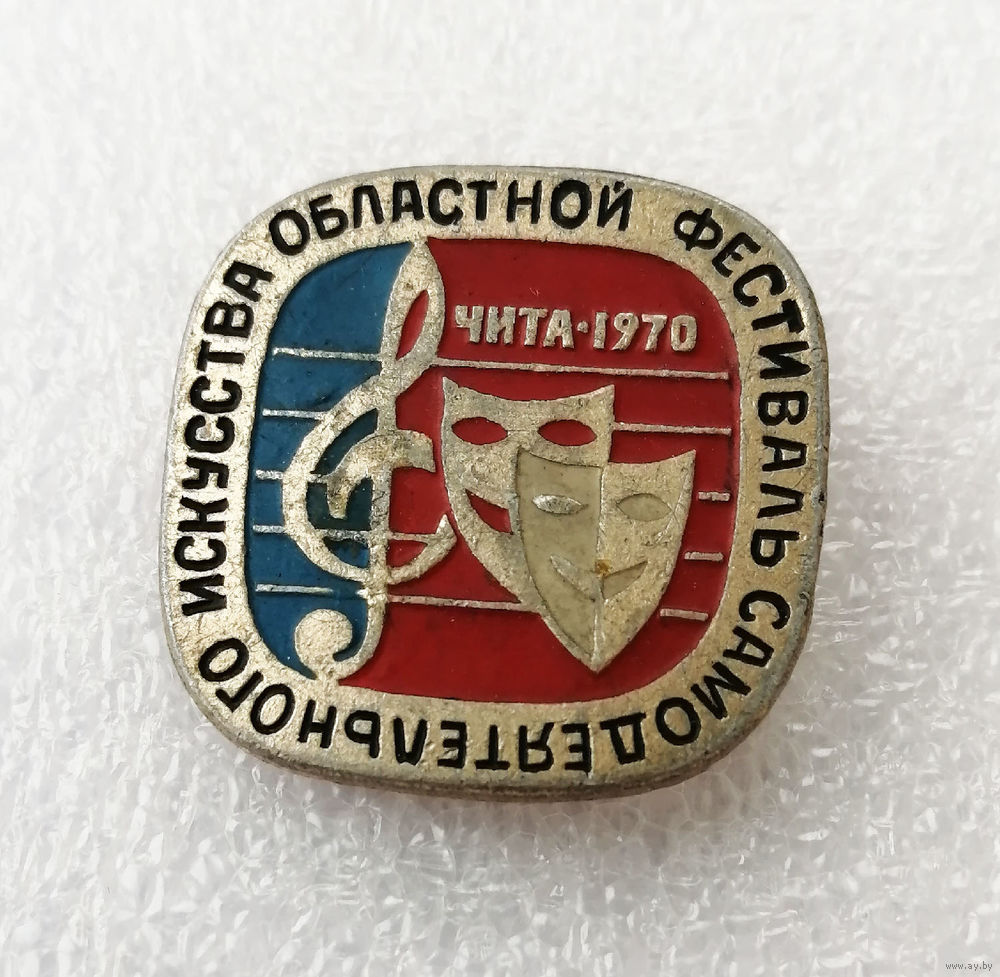 ОБЛАСТНОЙ ФЕСТИВАЛЬ САМОДЕЯТЕЛЬНОГО ИСКУССТВА
ЧИТА·1970
www.ay.by